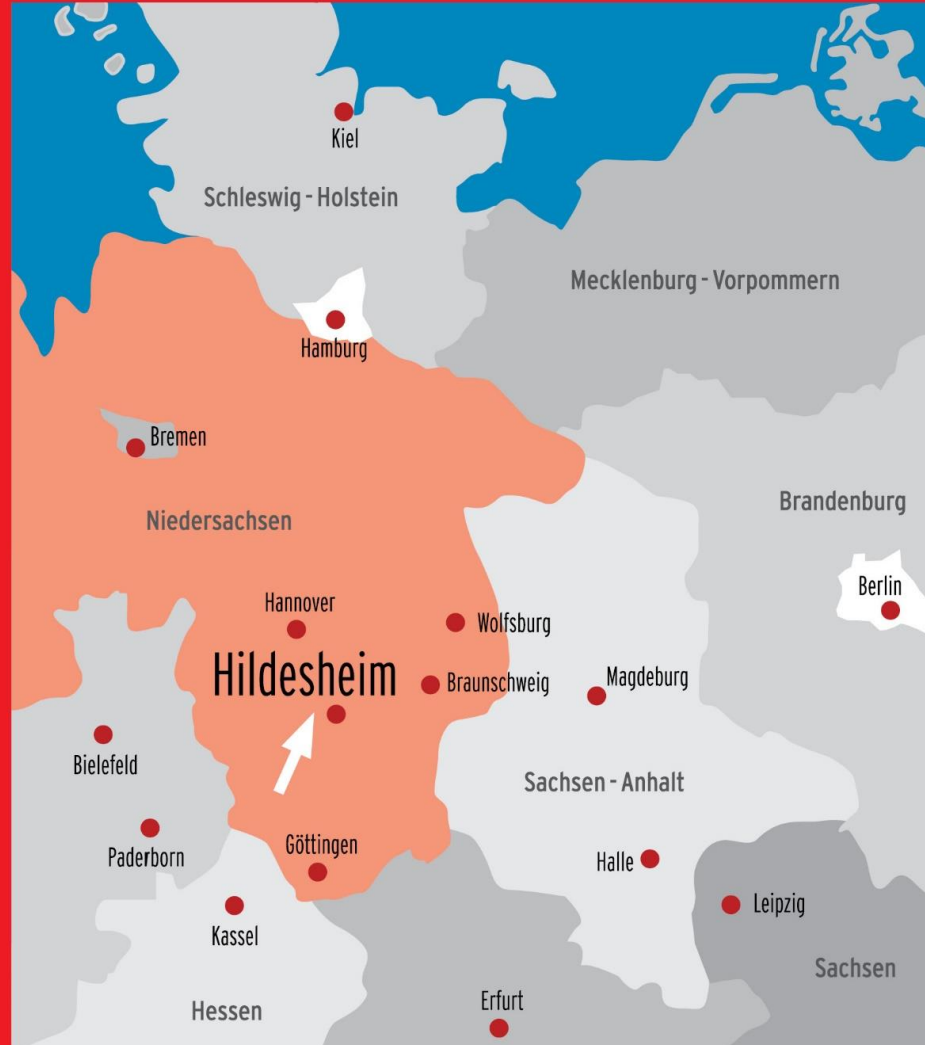 Kiel
Schleswig - Holstein
Mecklenburg - Vorpommern
Hamburg
Bremen
Brandenburg
Niedersachsen
Berlin
Hannover
Wolfsburg
Hildesheim
Braunschweig
Magdeburg
Bielefeld
Sachsen - Anhalt
Göttingen
Paderborn
Halle
Leipzig
Kassel
Sachsen
Erfurt
Hessen